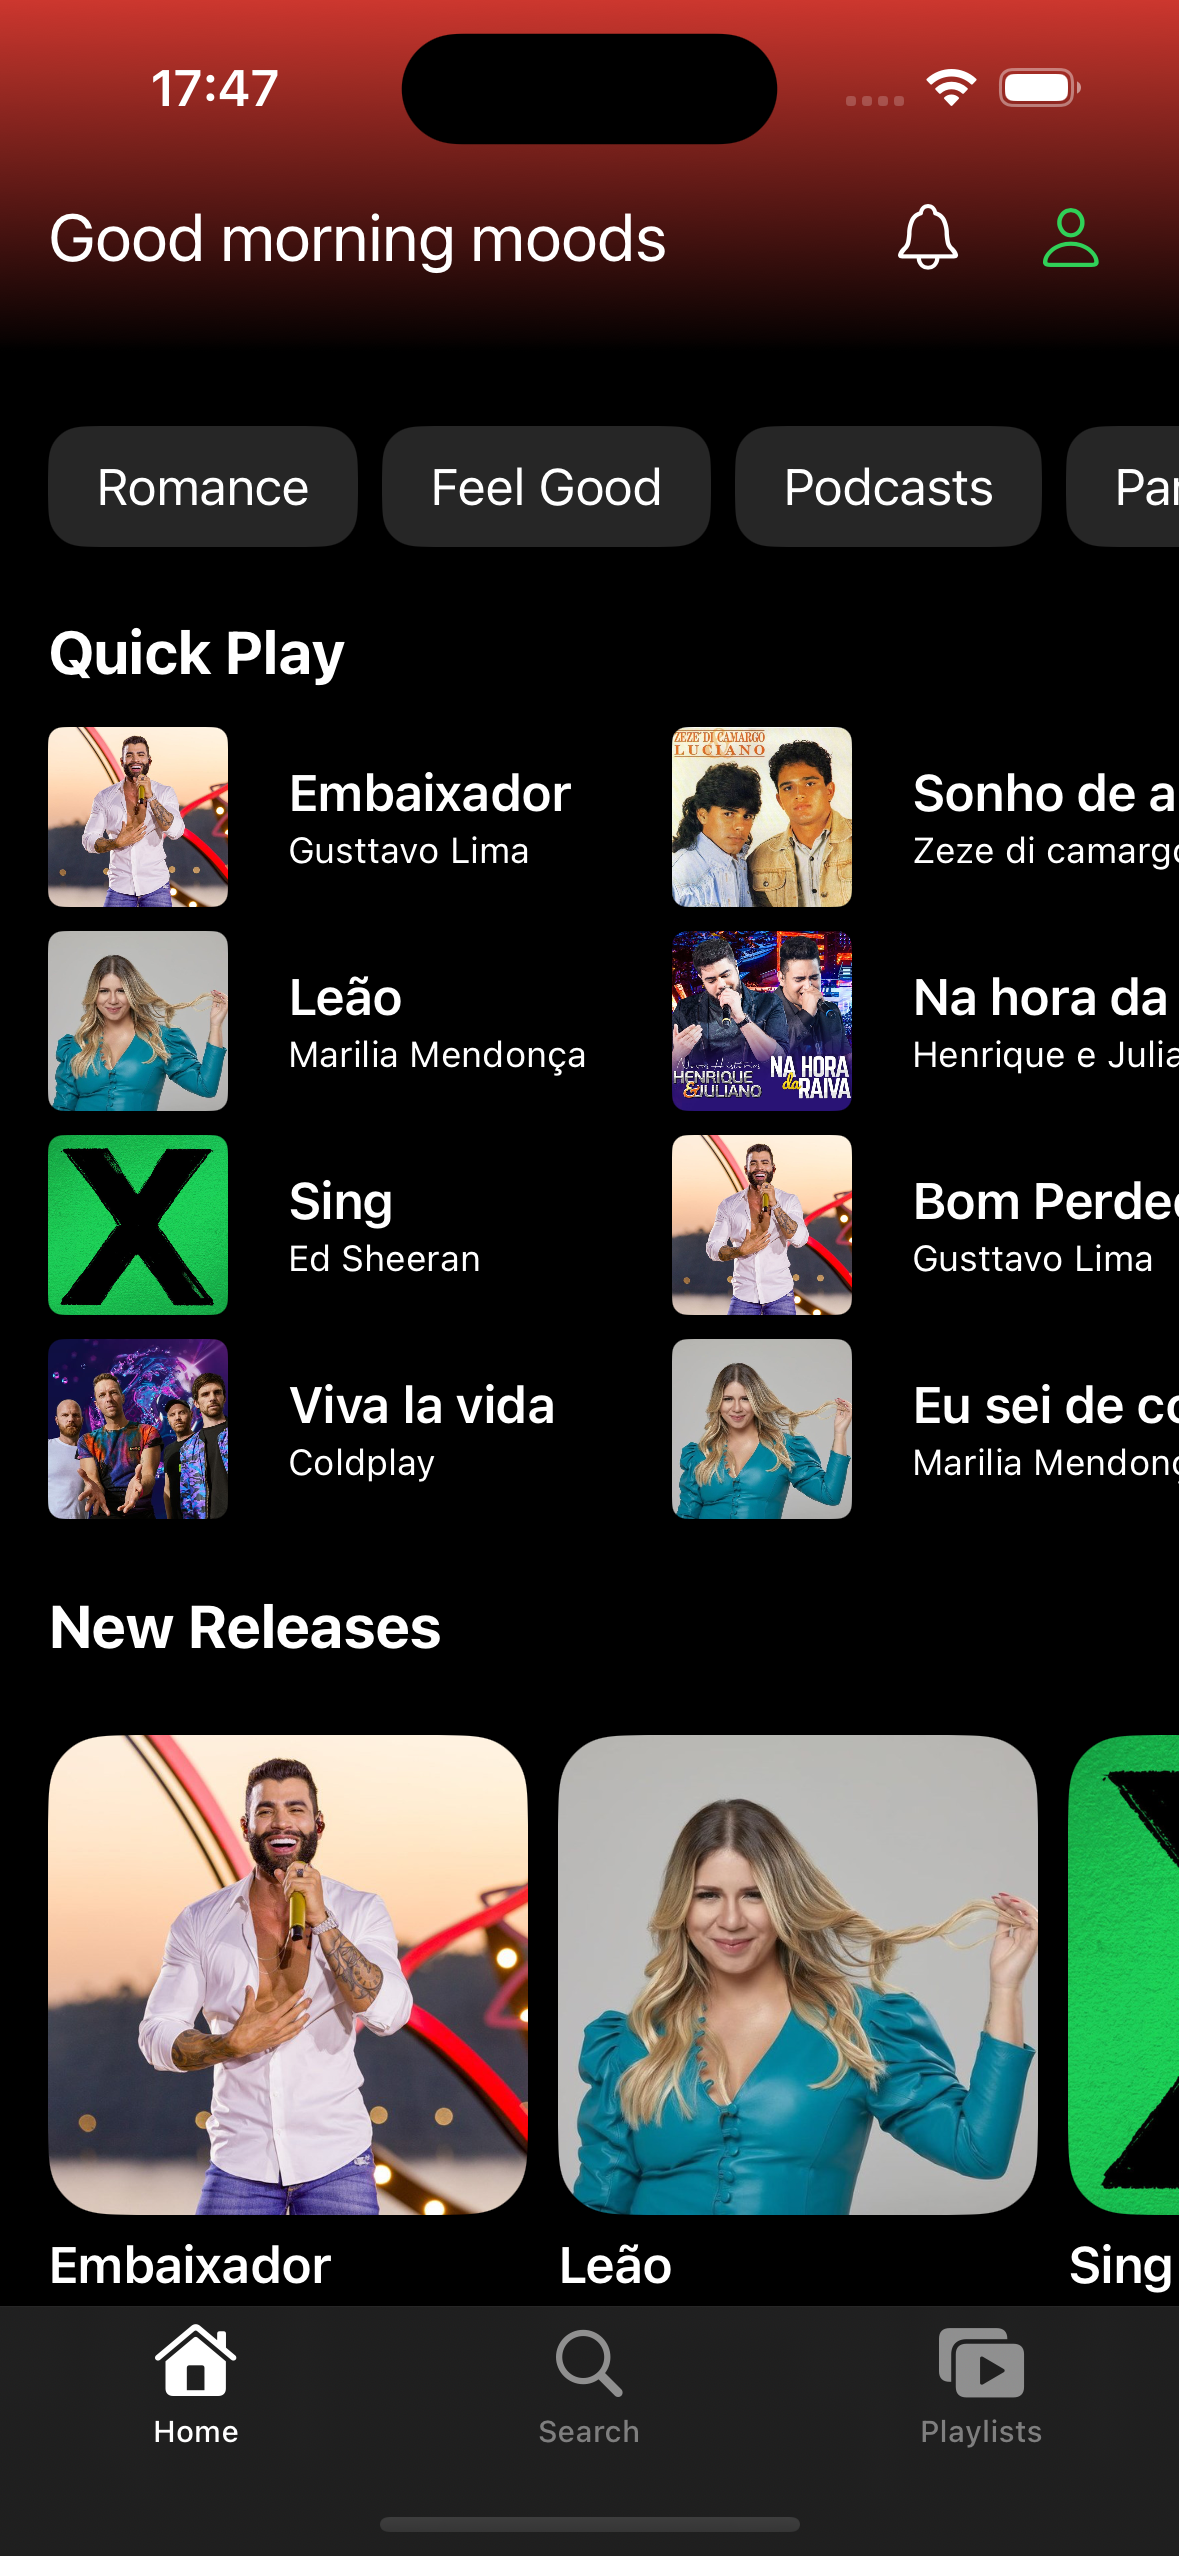 17:47
Good morning moods
Romance
Feel Good
Podcasts
Par
Quick Play
Embaixador
Gusttavo Lima
ZEZE DI CAMARGO
LUCIANO
Sonho de a
Zeze di camargo
Leão
Marilia Mendonça
HENRIQUE
&JULIANO
NA HORA
da RAIVA
Na hora da
Henrique e Julia
Sing
Ed Sheeran
Bom Perded
Gusttavo Lima
Viva la vida
Coldplay
Eu sei de co
Marilia Mendonç
New Releases
Embaixador
Leão
Sing
Home
Search
Playlists